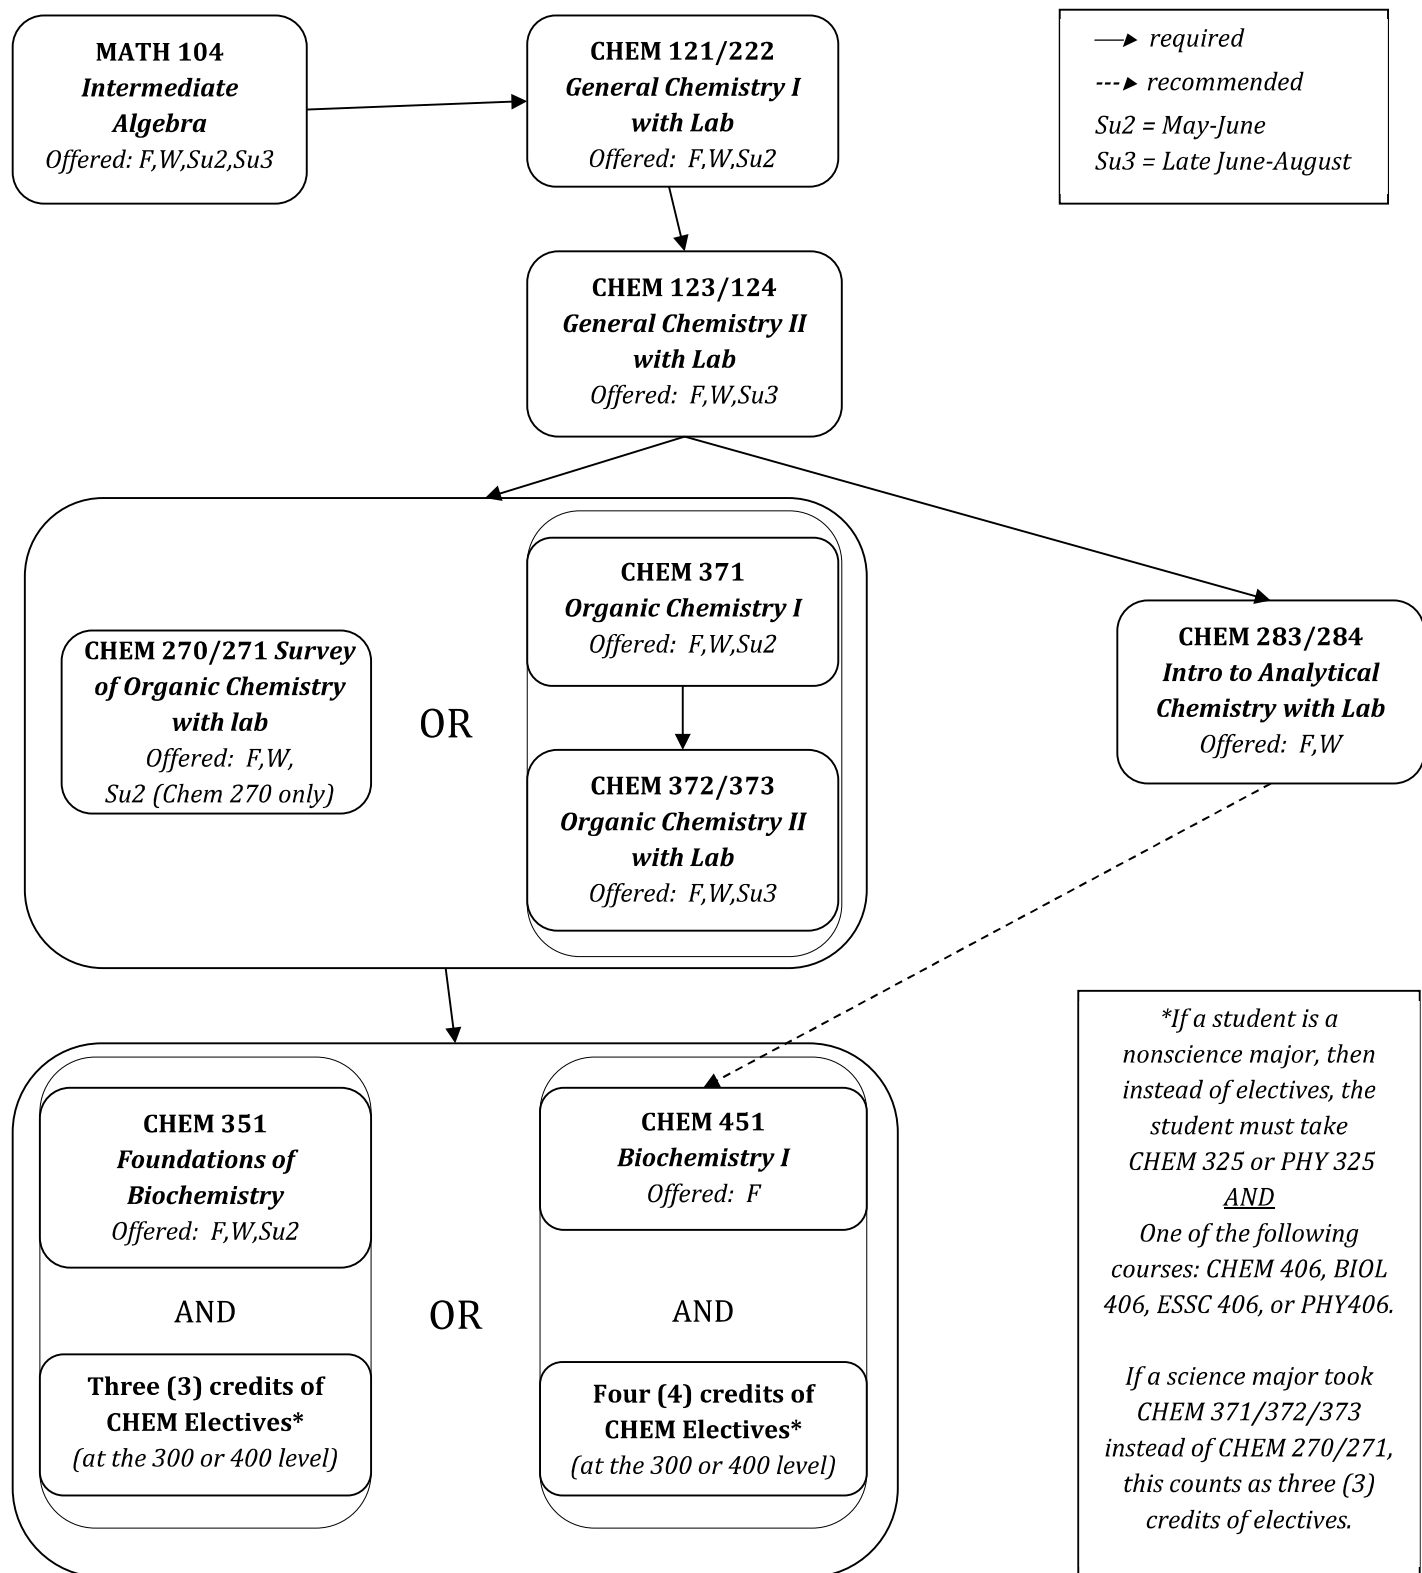 MATH 104
Intermediate
Algebra
Offered: F,W,Su2,Su3
CHEM 121/222
General Chemistry I
with Lab
Offered: F,W,Su2
required
recommended
Su2 = May-June
Su3 = Late June-August
CHEM 123/124
General Chemistry II
with Lab
Offered: F,W,Su3
CHEM 270/271 Survey
of Organic Chemistry
with lab
Offered: F,W,
Su2 (Chem 270 only)
OR
CHEM 371
Organic Chemistry I
Offered: F,W,Su2
CHEM 372/373
Organic Chemistry II
with Lab
Offered: F,W,Su3
CHEM 283/284
Intro to Analytical
Chemistry with Lab
Offered: F,W
CHEM 351
Foundations of
Biochemistry
Offered: F,W,Su2
AND
Three (3) credits of
CHEM Electives*
(at the 300 or 400 level)
OR
CHEM 451
Biochemistry I
Offered: F
AND
Four (4) credits of
CHEM Electives*
(at the 300 or 400 level)
*If a student is a
nonscience major, then
instead of electives, the
student must take
CHEM 325 or PHY 325
AND
One of the following
courses: CHEM 406, BIOL
406, ESSC 406, or PHY406.
If a science major took
CHEM 371/372/373
instead of CHEM 270/271,
this counts as three (3)
credits of electives.